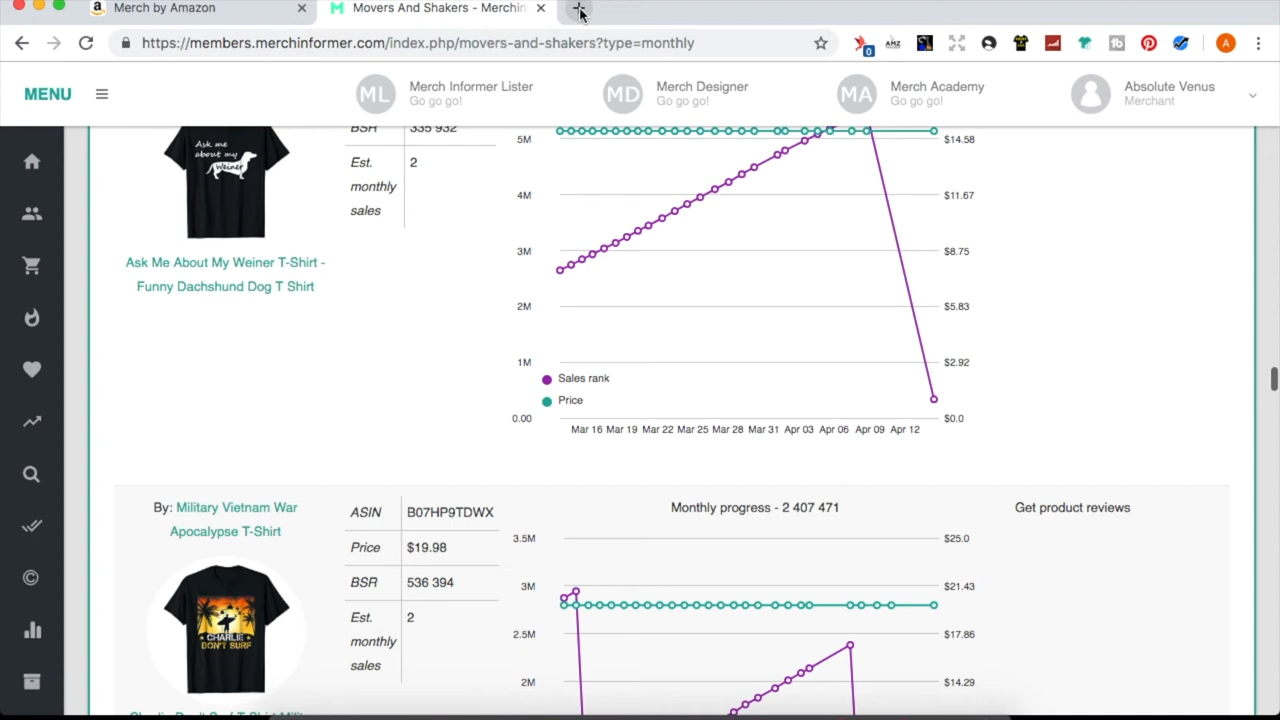 Merch by Amazon
Movers And Shakers - Merchin
https://members.merchinformer.com/index.php/movers-and-shakers?type=monthly
0
A
MENU
ML
Merch Informer Lister
Go go go!
MD
Merch Designer
Go go go!
MA
Merch Academy
Go go go!
Absolute Venus
Merchant
Ask me
about my
Weiner
BSR
335 932
Est.
monthly
sales
2
Ask Me About My Weiner T-Shirt -
Funny Dachshund Dog T Shirt
5M
4M
3M
2M
1M
0.00
$14.58
$11.67
$8.75
$5.83
$2.92
$0.0
Sales rank
Price
Mar 16 Mar 19 Mar 22 Mar 25 Mar 28 Mar 31 Apr 03 Apr 06 Apr 09 Apr 12
By: Military Vietnam War
Apocalypse T-Shirt
CHARLIE
DON'T SURF
ASIN
B07HP9TDWX
Price
$19.98
BSR
536 394
Est.
monthly
sales
2
Monthly progress - 2 407 471
3.5M
3M
2.5M
2M
$25.0
$21.43
$17.86
$14.29
Get product reviews